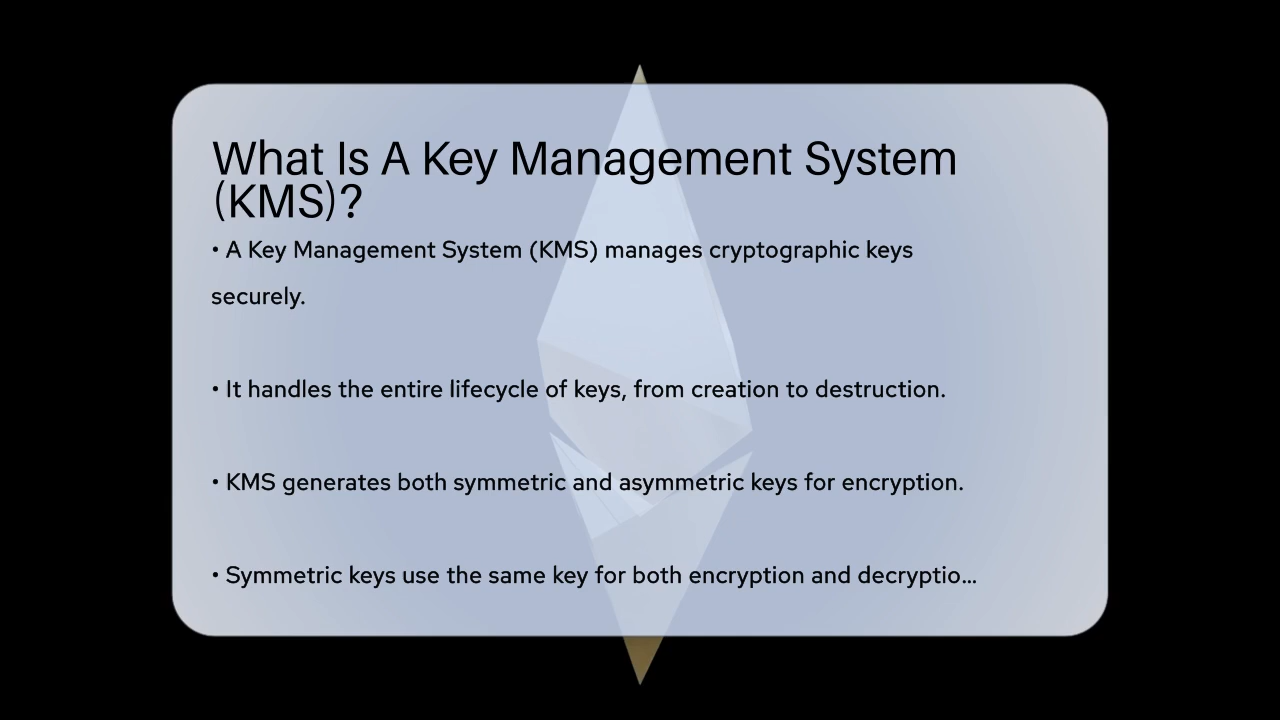 What Is A Key Management System
(KMS)?
• A Key Management System (KMS) manages cryptographic keys
securely.
• It handles the entire lifecycle of keys, from creation to destruction.
• KMS generates both symmetric and asymmetric keys for encryption.
• Symmetric keys use the same key for both encryption and decryptio...